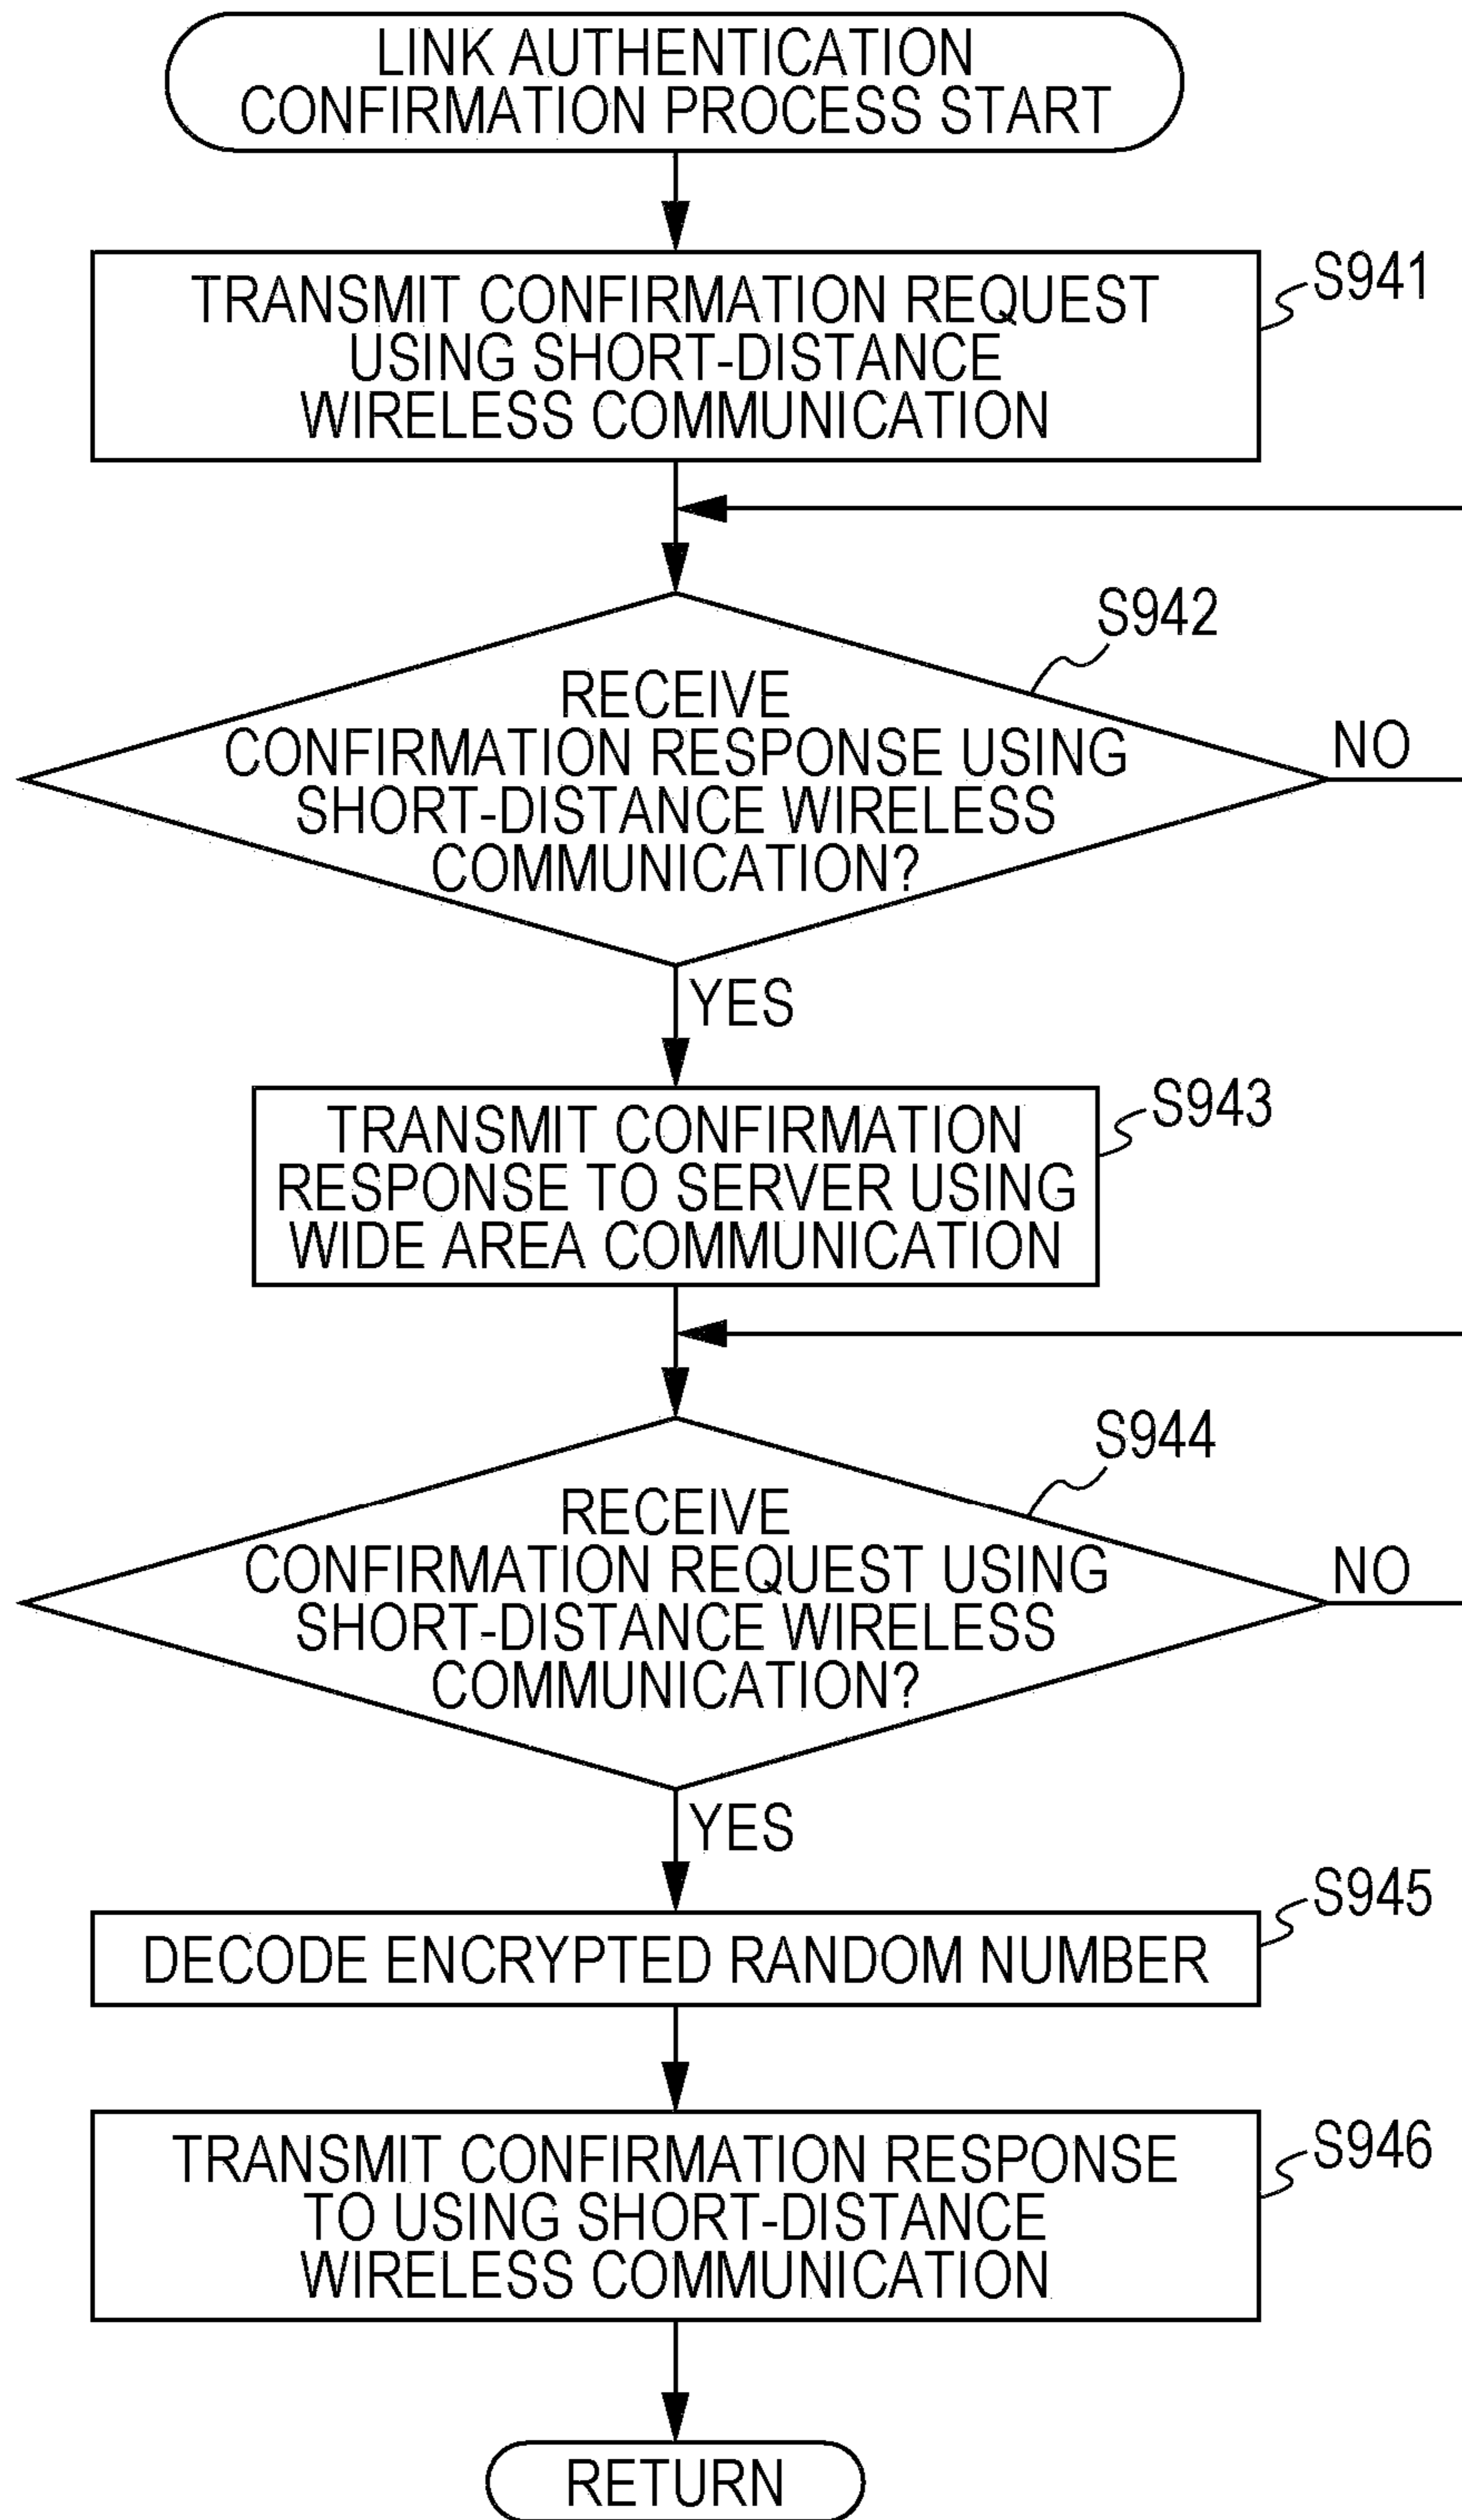 LINK AUTHENTICATION
CONFIRMATION PROCESS START
TRANSMIT CONFIRMATION REQUEST
USING SHORT-DISTANCE
WIRELESS COMMUNICATION
S941
S942
RECEIVE
CONFIRMATION RESPONSE USING
SHORT-DISTANCE WIRELESS
COMMUNICATION?
NO
YES
TRANSMIT CONFIRMATION
RESPONSE TO SERVER USING
WIDE AREA COMMUNICATION
S943
S944
RECEIVE
CONFIRMATION REQUEST USING
SHORT-DISTANCE WIRELESS
COMMUNICATION?
NO
YES
DECODE ENCRYPTED RANDOM NUMBER
S945
TRANSMIT CONFIRMATION RESPONSE
TO USING SHORT-DISTANCE
WIRELESS COMMUNICATION
S946
RETURN